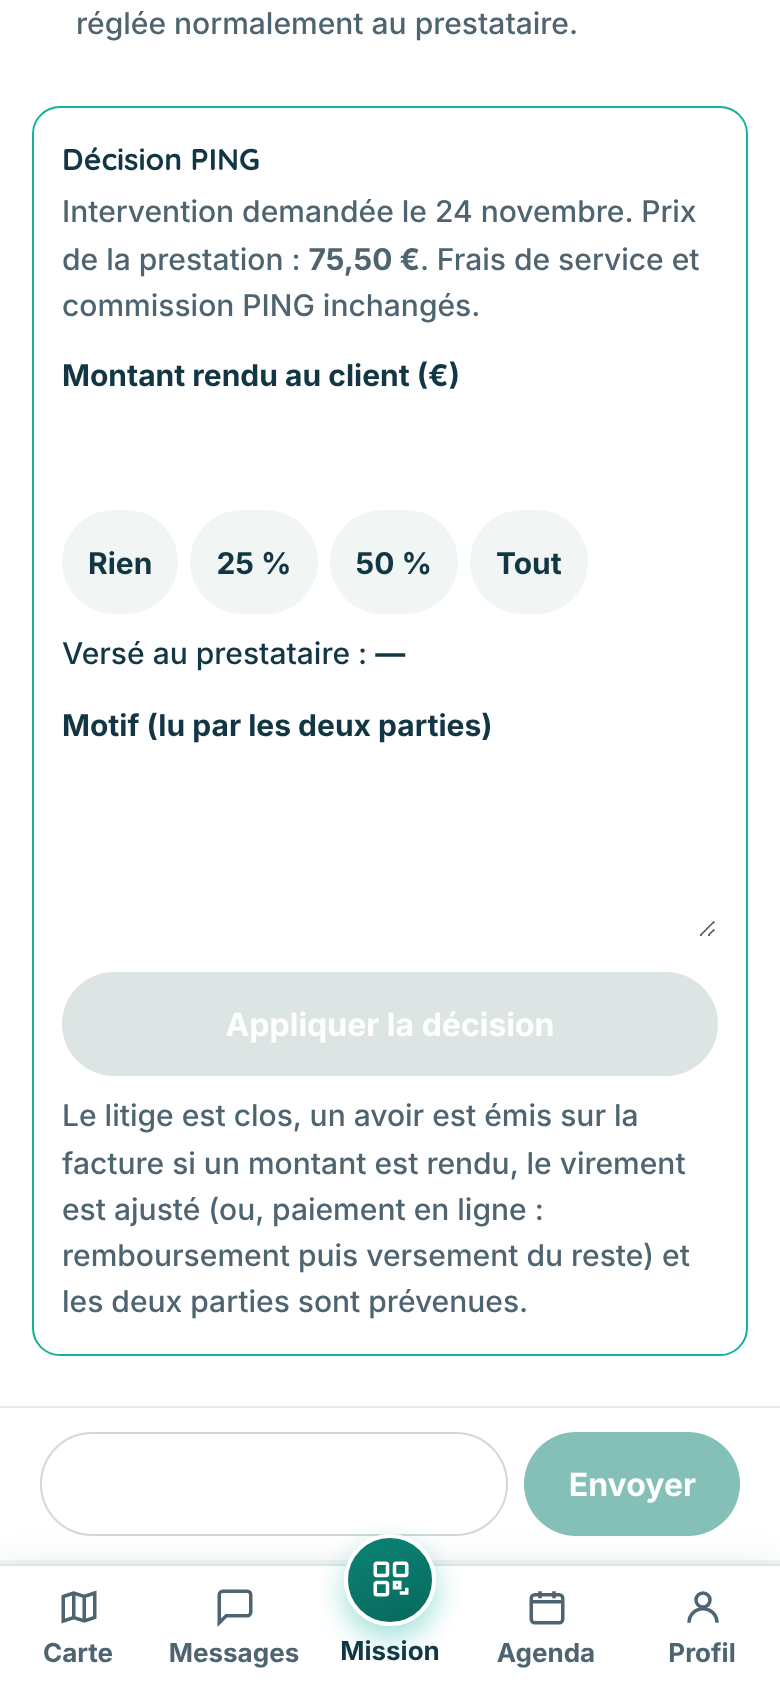 réglée normalement au prestataire.
Décision PING
Intervention demandée le 24 novembre. Prix
de la prestation : 75,50 €. Frais de service et
commission PING inchangés.
Montant rendu au client (€)
Rien
25 %
50 %
Tout
Versé au prestataire : —
Motif (lu par les deux parties)
Appliquer la décision
Le litige est clos, un avoir est émis sur la
facture si un montant est rendu, le virement
est ajusté (ou, paiement en ligne :
remboursement puis versement du reste) et
les deux parties sont prévenues.
Envoyer
Carte
Messages
Mission
Agenda
Profil